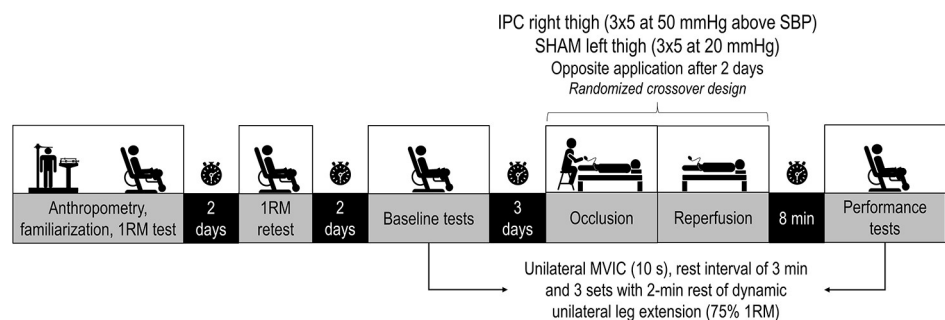 IPC right thigh (3x5 at 50 mmHg above SBP)
SHAM left thigh (3x5 at 20 mmHg)
Opposite application after 2 days
Randomized crossover design
Anthropometry,
familiarization, 1RM test
2
days
1RM
retest
2
days
Baseline tests
3
days
Occlusion
Reperfusion
8 min
Performance
tests
Unilateral MVIC (10 s), rest interval of 3 min
and 3 sets with 2-min rest of dynamic
unilateral leg extension (75% 1RM)